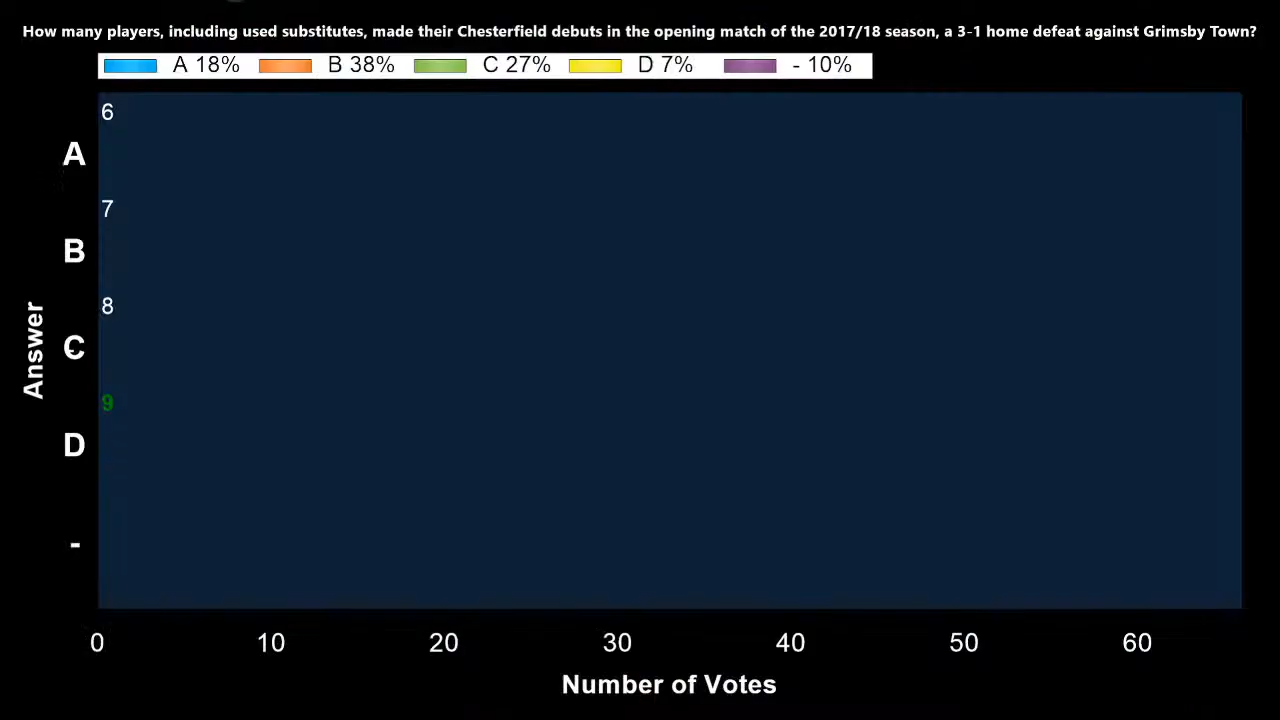 How many players, including used substitutes, made their Chesterfield debuts in the opening match of the 2017/18 season, a 3-1 home defeat against Grimsby Town?
A 18% B 38% C 27% D 7% - 10%
6
A
7
B
8
C
9
D
-
Answer
0 10 20 30 40 50 60
Number of Votes